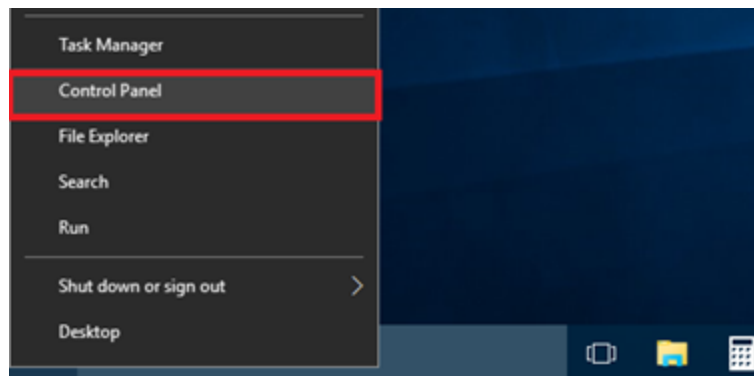 Task Manager
Control Panel
File Explorer
Search
Run
Shut down or sign out
Desktop